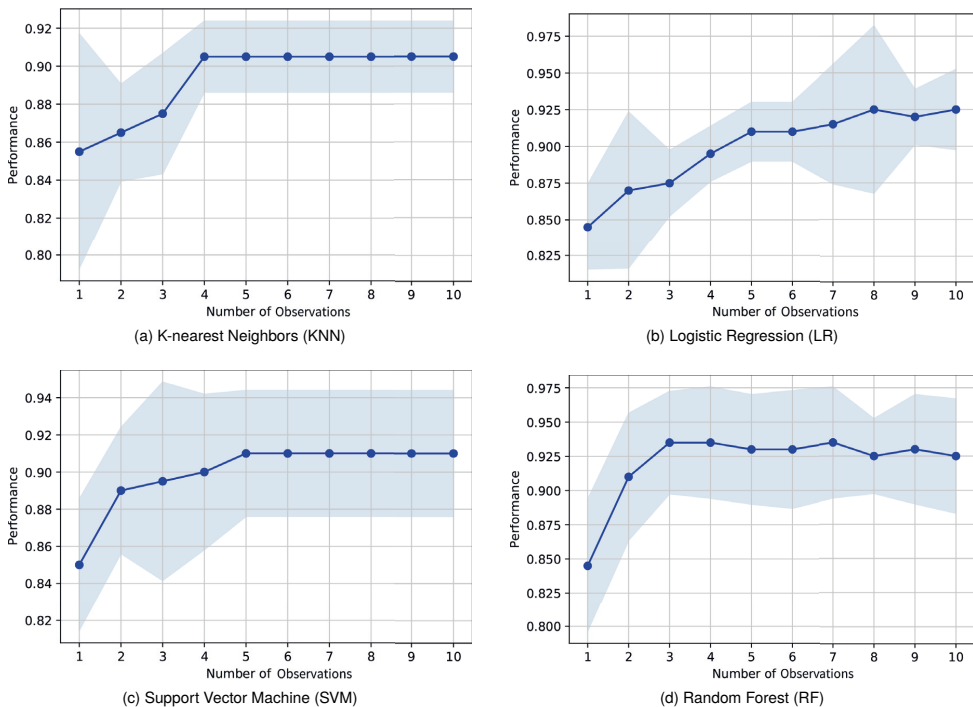 0.92
0.90
0.88
0.86
0.84
0.82
0.80
Performance
1 2 3 4 5 6 7 8 9 10
Number of Observations
(a) K-nearest Neighbors (KNN)
0.975
0.950
0.925
0.900
0.875
0.850
0.825
Performance
1 2 3 4 5 6 7 8 9 10
Number of Observations
(b) Logistic Regression (LR)
0.94
0.92
0.90
0.88
0.86
0.84
0.82
Performance
1 2 3 4 5 6 7 8 9 10
Number of Observations
(c) Support Vector Machine (SVM)
0.975
0.950
0.925
0.900
0.875
0.850
0.825
0.800
Performance
1 2 3 4 5 6 7 8 9 10
Number of Observations
(d) Random Forest (RF)